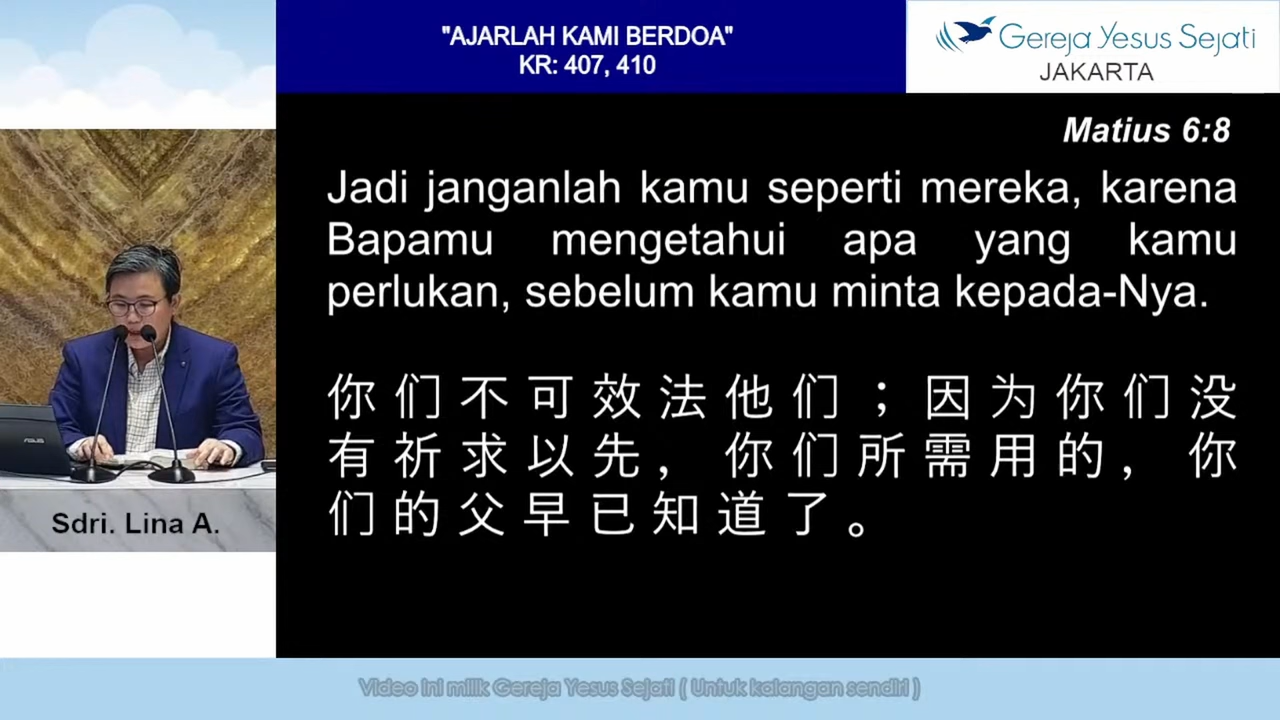 "AJARLAH KAMI BERDOA"
KR: 407, 410
Gereja Yesus Sejati
JAKARTA
Matius 6:8
Jadi janganlah kamu seperti mereka, karena
Bapamu mengetahui apa yang kamu
perlukan, sebelum kamu minta kepada-Nya.
你们不可效法他们；因为你们没
有祈求以先，你们所需用的，你
们的父早已知道了。
ASUS
Sdri. Lina A.
Video ini milik Gereja Yesus Sejati ( Untuk kalangan sendiri )